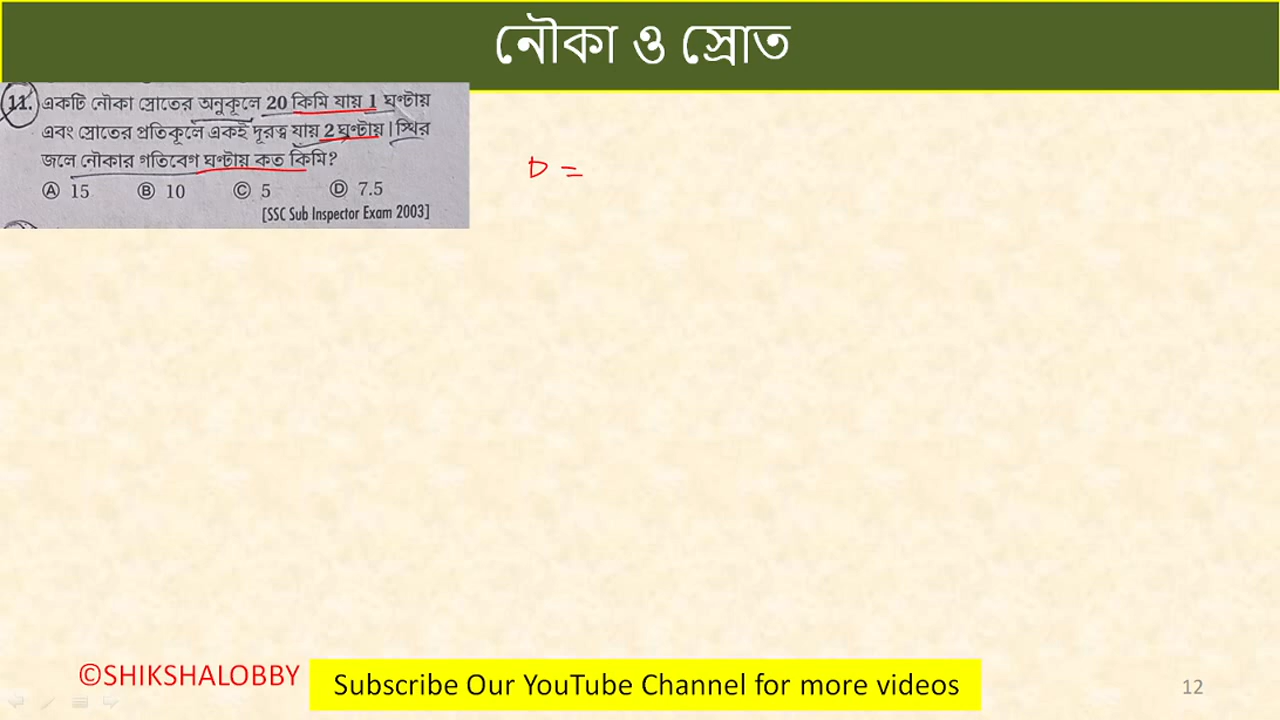 নৌকা ও স্রোত
11. একটি নৌকা স্রোতের অনুকূলে 20 কিমি যায় 1 ঘণ্টায়
এবং স্রোতের প্রতিকূলে একই দূরত্ব যায় 2 ঘণ্টায়। স্থির
জলে নৌকার গতিবেগ ঘণ্টায় কত কিমি?
Ⓐ 15 Ⓑ 10 Ⓒ 5 Ⓓ 7.5
[SSC Sub Inspector Exam 2003]
D =
©SHIKSHALOBBY
Subscribe Our YouTube Channel for more videos
12